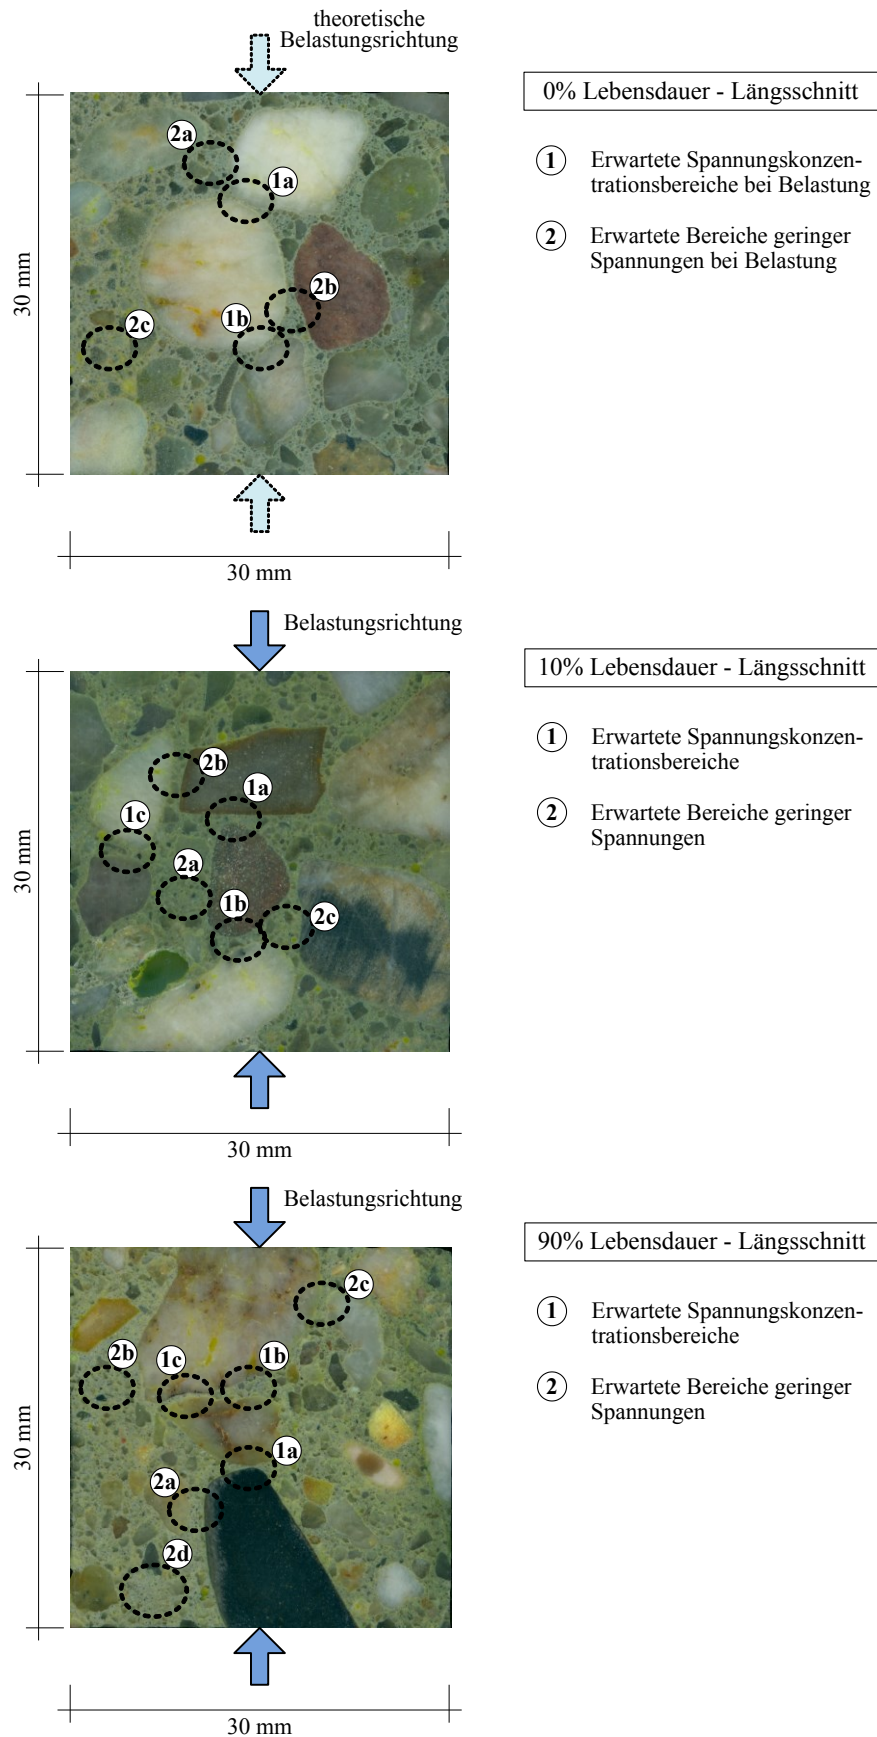 theoretische
Belastungsrichtung
0% Lebensdauer - Längsschnitt
2a
1 Erwartete Spannungskonzen-
trationsbereiche bei Belastung
1a
2 Erwartete Bereiche geringer
Spannungen bei Belastung
30 mm
2b
2c
1b
30 mm
Belastungsrichtung
10% Lebensdauer - Längsschnitt
1 Erwartete Spannungskonzen-
trationsbereiche
2b
1a
1c
2 Erwartete Bereiche geringer
Spannungen
30 mm
2a
1b
2c
30 mm
Belastungsrichtung
90% Lebensdauer - Längsschnitt
2c
1 Erwartete Spannungskonzen-
trationsbereiche
2b
1c
1b
2 Erwartete Bereiche geringer
Spannungen
30 mm
1a
2a
2d
30 mm